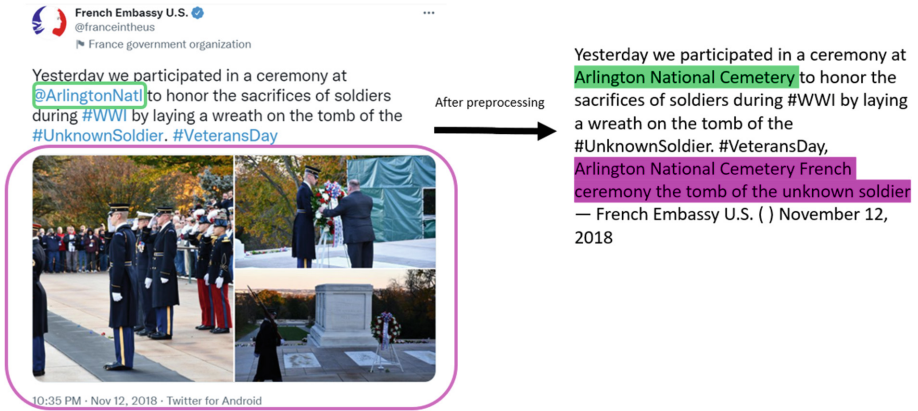 French Embassy U.S.
@franceintheus
France government organization
Yesterday we participated in a ceremony at
@ArlingtonNatl to honor the sacrifices of soldiers
during #WWI by laying a wreath on the tomb of the
#UnknownSoldier. #VeteransDay
10:35 PM · Nov 12, 2018 · Twitter for Android
After preprocessing
Yesterday we participated in a ceremony at
Arlington National Cemetery to honor the
sacrifices of soldiers during #WWI by laying
a wreath on the tomb of the
#UnknownSoldier. #VeteransDay,
Arlington National Cemetery French
ceremony the tomb of the unknown soldier
— French Embassy U.S. ( ) November 12,
2018